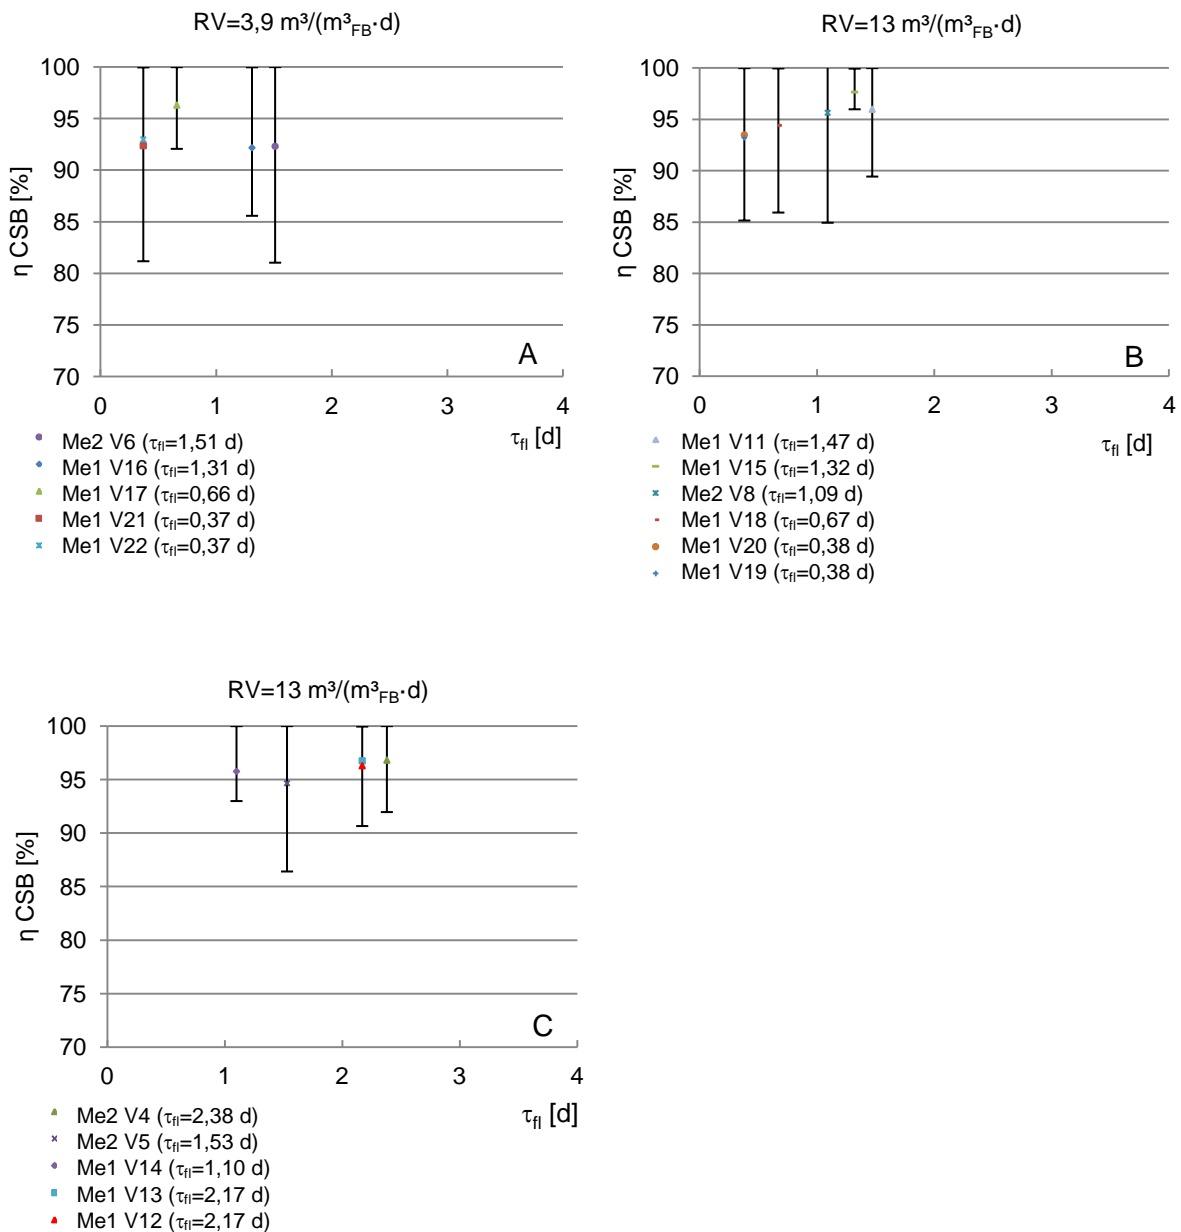 RV=3,9 m³/(m³FB·d)
η CSB [%]
100
95
90
85
80
75
70
0 1 2 3 4
A
τfl [d]
Me2 V6 (τfl=1,51 d)
Me1 V16 (τfl=1,31 d)
Me1 V17 (τfl=0,66 d)
Me1 V21 (τfl=0,37 d)
Me1 V22 (τfl=0,37 d)
RV=13 m³/(m³FB·d)
η CSB [%]
100
95
90
85
80
75
70
0 1 2 3 4
B
τfl [d]
Me1 V11 (τfl=1,47 d)
Me1 V15 (τfl=1,32 d)
Me2 V8 (τfl=1,09 d)
Me1 V18 (τfl=0,67 d)
Me1 V20 (τfl=0,38 d)
Me1 V19 (τfl=0,38 d)
RV=13 m³/(m³FB·d)
η CSB [%]
100
95
90
85
80
75
70
0 1 2 3 4
C
τfl [d]
Me2 V4 (τfl=2,38 d)
Me2 V5 (τfl=1,53 d)
Me1 V14 (τfl=1,10 d)
Me1 V13 (τfl=2,17 d)
Me1 V12 (τfl=2,17 d)